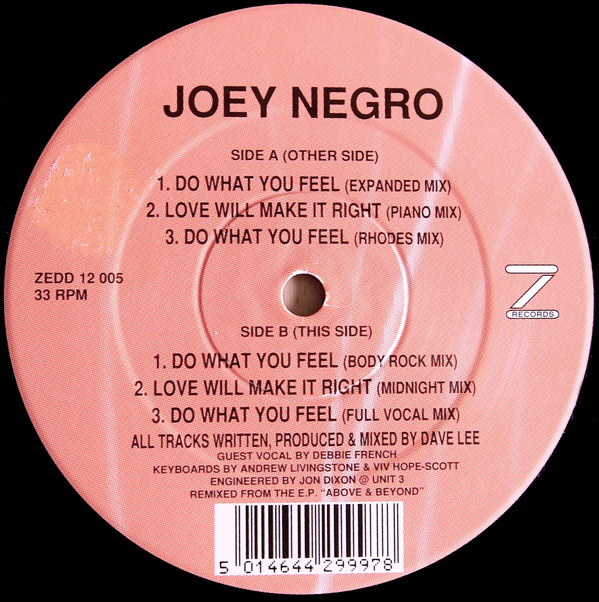 JOEY NEGRO
SIDE A (OTHER SIDE)
1. DO WHAT YOU FEEL (EXPANDED MIX)
2. LOVE WILL MAKE IT RIGHT (PIANO MIX)
3. DO WHAT YOU FEEL (RHODES MIX)
ZEDD 12 005
33 RPM
Z
RECORDS
SIDE B (THIS SIDE)
1. DO WHAT YOU FEEL (BODY ROCK MIX)
2. LOVE WILL MAKE IT RIGHT (MIDNIGHT MIX)
3. DO WHAT YOU FEEL (FULL VOCAL MIX)
ALL TRACKS WRITTEN, PRODUCED & MIXED BY DAVE LEE
GUEST VOCAL BY DEBBIE FRENCH
KEYBOARDS BY ANDREW LIVINGSTONE & VIV HOPE-SCOTT
ENGINEERED BY JON DIXON @ UNIT 3
REMIXED FROM THE E.P. "ABOVE & BEYOND"
5 014644 299978